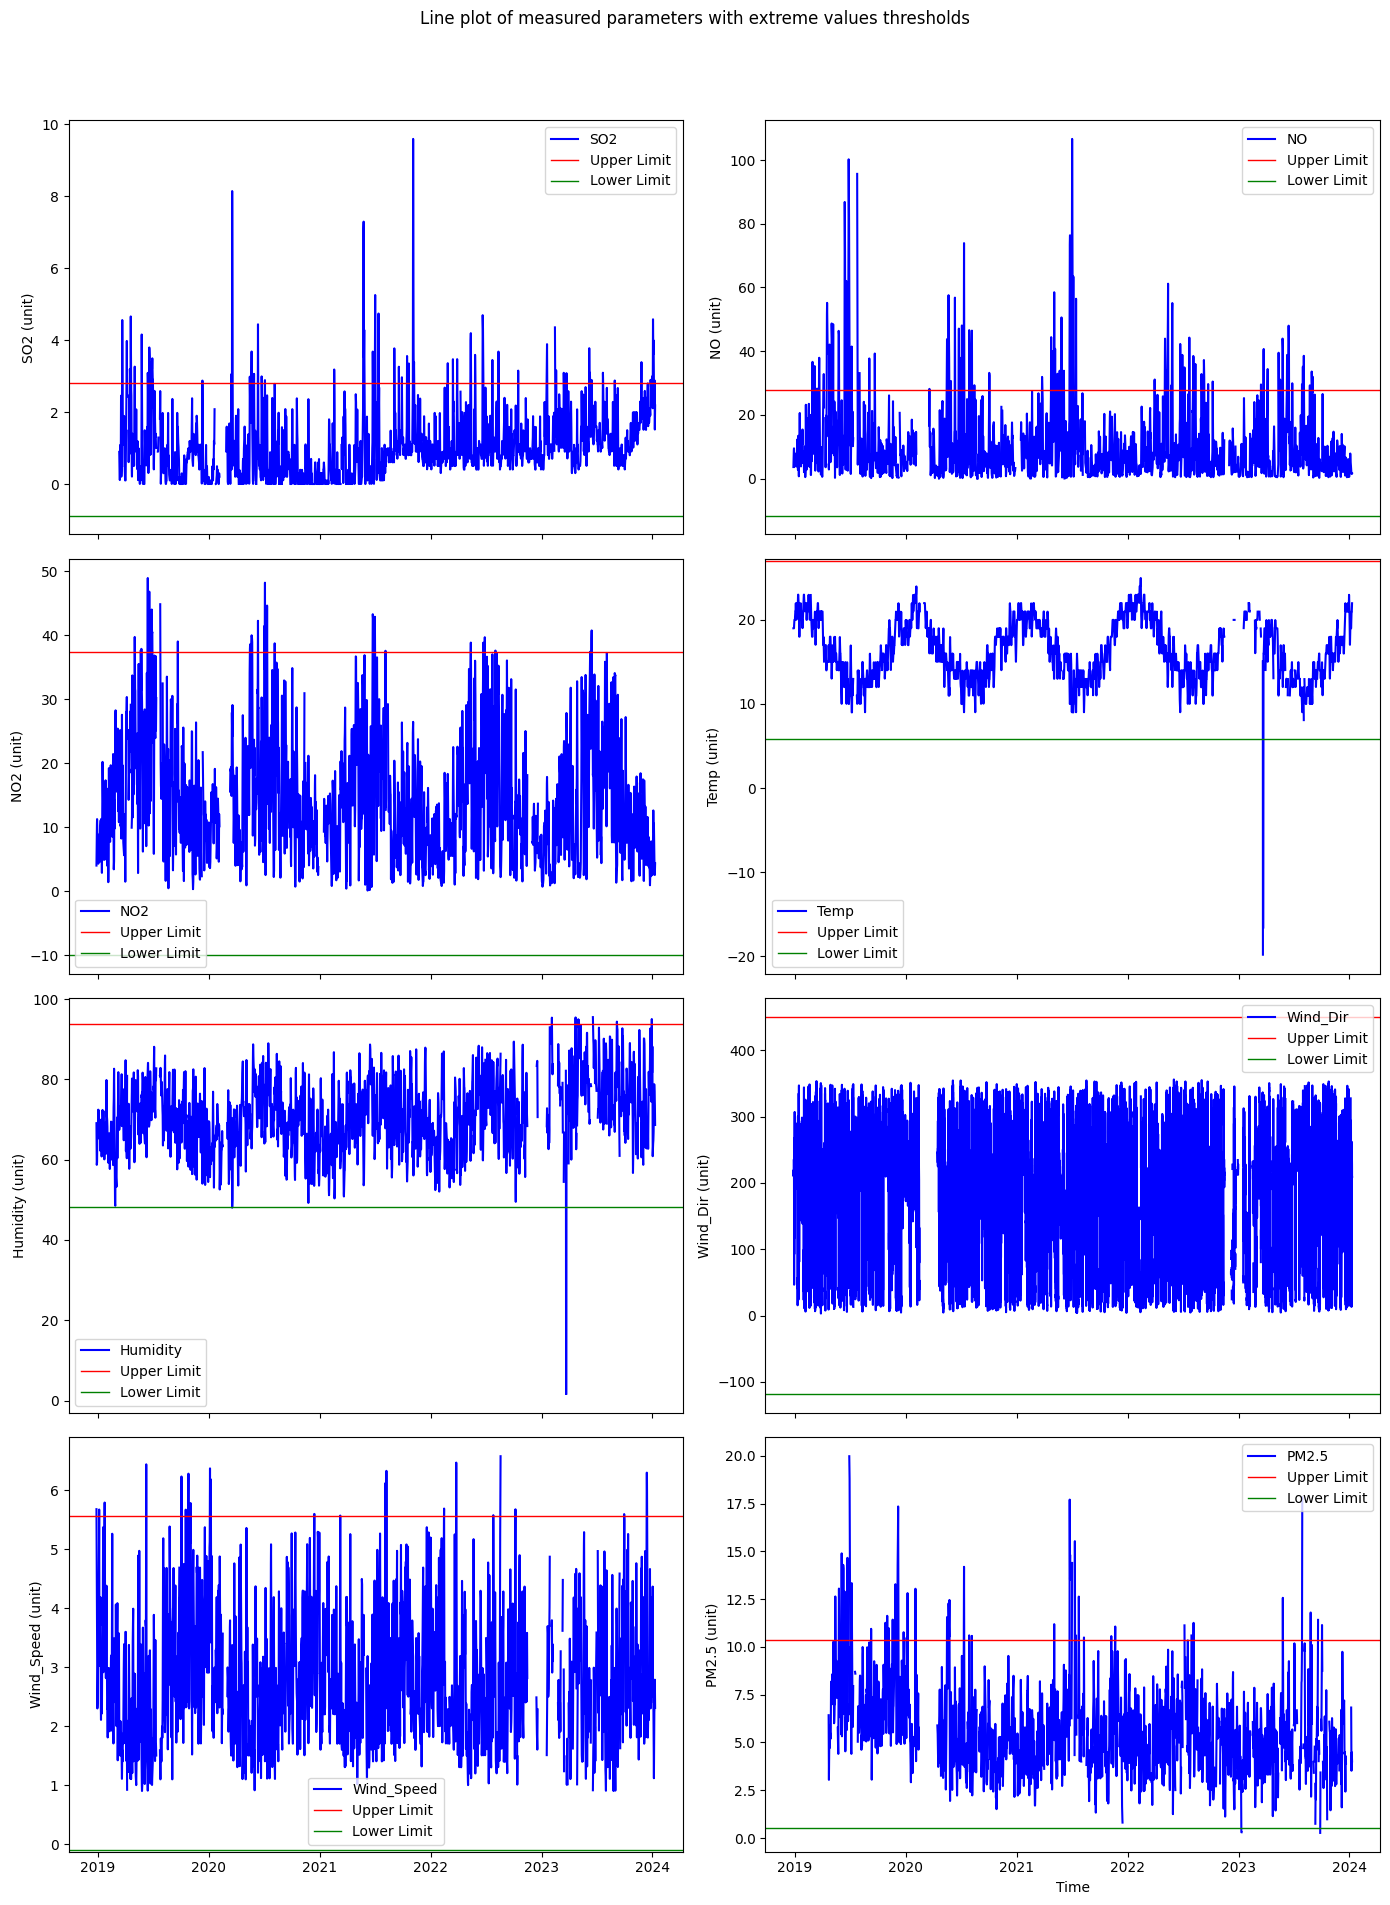 Line plot of measured parameters with extreme values thresholds
10
8
6
4
2
0
SO2 (unit)
SO2
Upper Limit
Lower Limit
100
80
60
40
20
0
NO (unit)
NO
Upper Limit
Lower Limit
50
40
30
20
10
0
−10
NO2 (unit)
NO2
Upper Limit
Lower Limit
20
10
0
−10
−20
Temp (unit)
Temp
Upper Limit
Lower Limit
100
80
60
40
20
0
Humidity (unit)
Humidity
Upper Limit
Lower Limit
400
300
200
100
0
−100
Wind_Dir (unit)
Wind_Dir
Upper Limit
Lower Limit
6
5
4
3
2
1
0
Wind_Speed (unit)
Wind_Speed
Upper Limit
Lower Limit
2019 2020 2021 2022 2023 2024
20.0
17.5
15.0
12.5
10.0
7.5
5.0
2.5
0.0
PM2.5 (unit)
PM2.5
Upper Limit
Lower Limit
2019 2020 2021 2022 2023 2024
Time